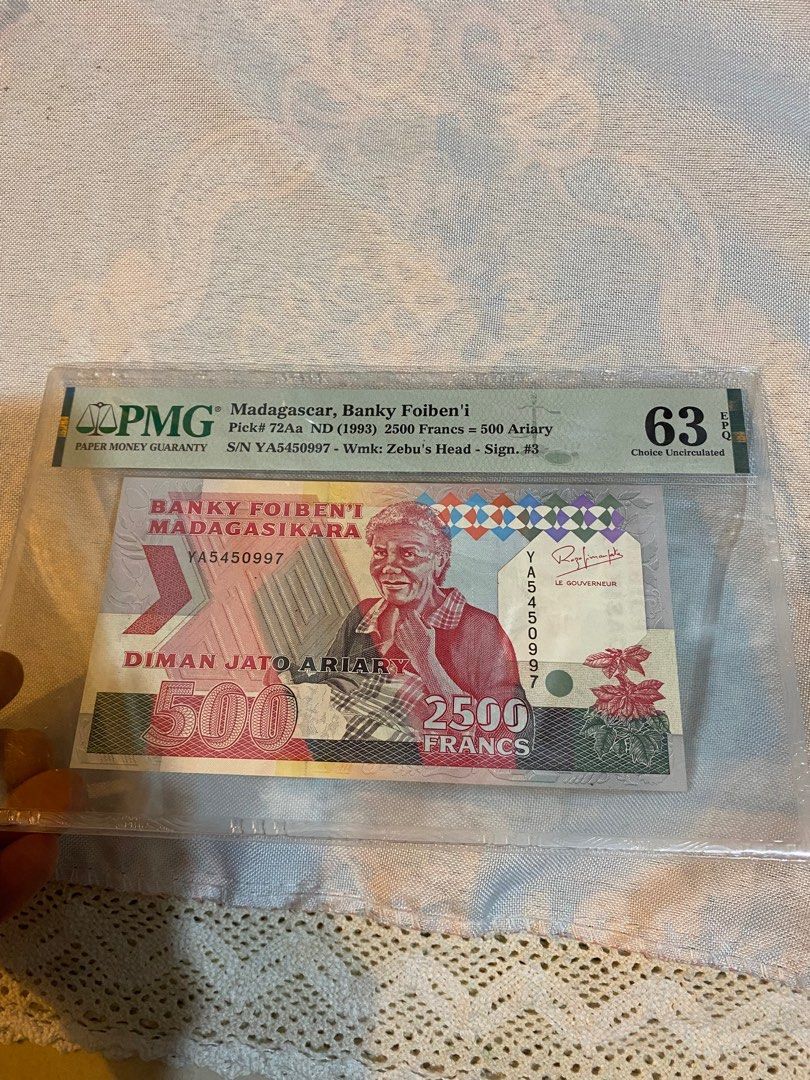 PMG®
PAPER MONEY GUARANTY
Madagascar, Banky Foiben'i
Pick# 72Aa ND (1993) 2500 Francs = 500 Ariary
S/N YA5450997 - Wmk: Zebu's Head - Sign. #3
63
EPQ
Choice Uncirculated
BANKY FOIBEN'I
MADAGASIKARA
YA5450997
YA5450997
LE GOUVERNEUR
DIMAN JATO ARIARY
500
2500
FRANCS